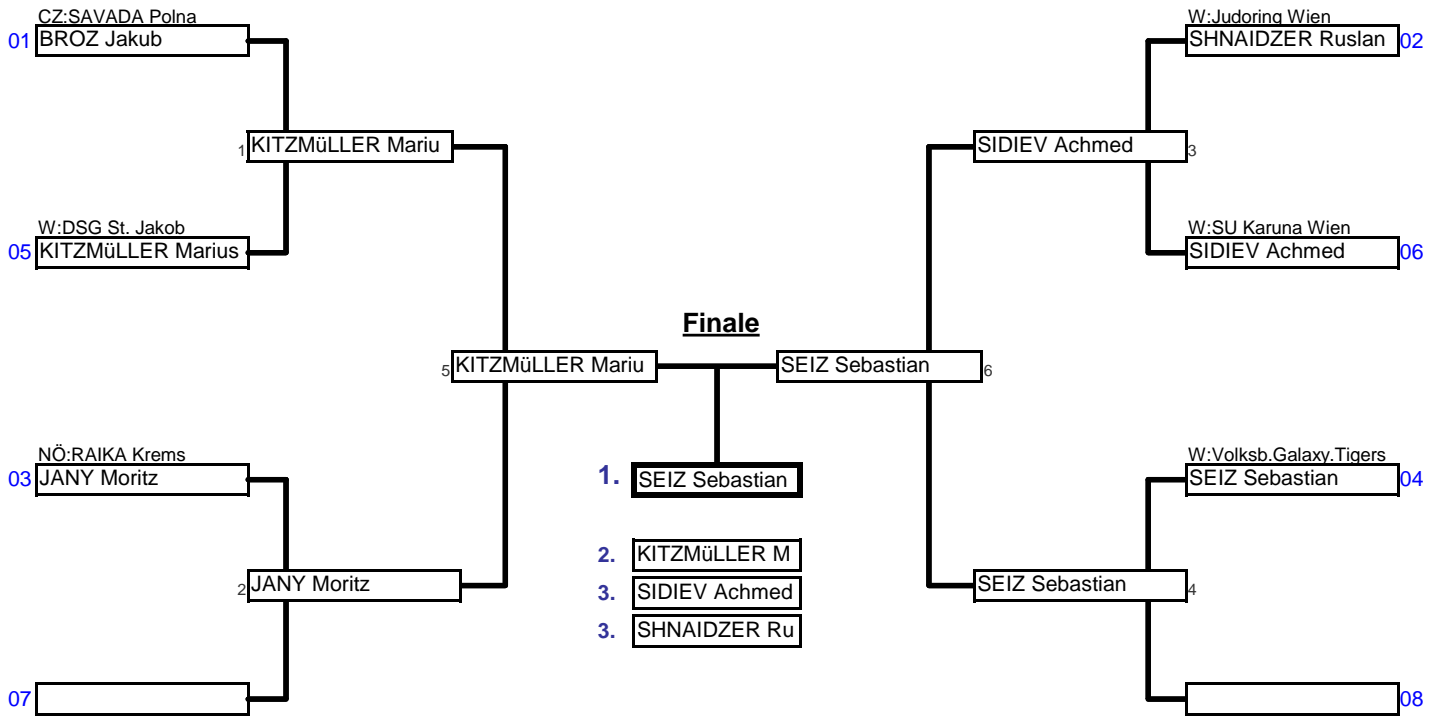 CZ:SAVADA Polna
01 BROZ Jakub
1 KITZMüLLER Mariu
W:DSG St. Jakob
05 KITZMüLLER Marius
5 KITZMüLLER Mariu
NÖ:RAIKA Krems
03 JANY Moritz
2 JANY Moritz
07
Finale
1. SEIZ Sebastian
2. KITZMüLLER M
3. SIDIEV Achmed
3. SHNAIDZER Ru
W:Judoring Wien
SHNAIDZER Ruslan 02
SIDIEV Achmed 3
W:SU Karuna Wien
SIDIEV Achmed 06
SEIZ Sebastian 6
W:Volksb.Galaxy.Tigers
SEIZ Sebastian 04
SEIZ Sebastian 4
08